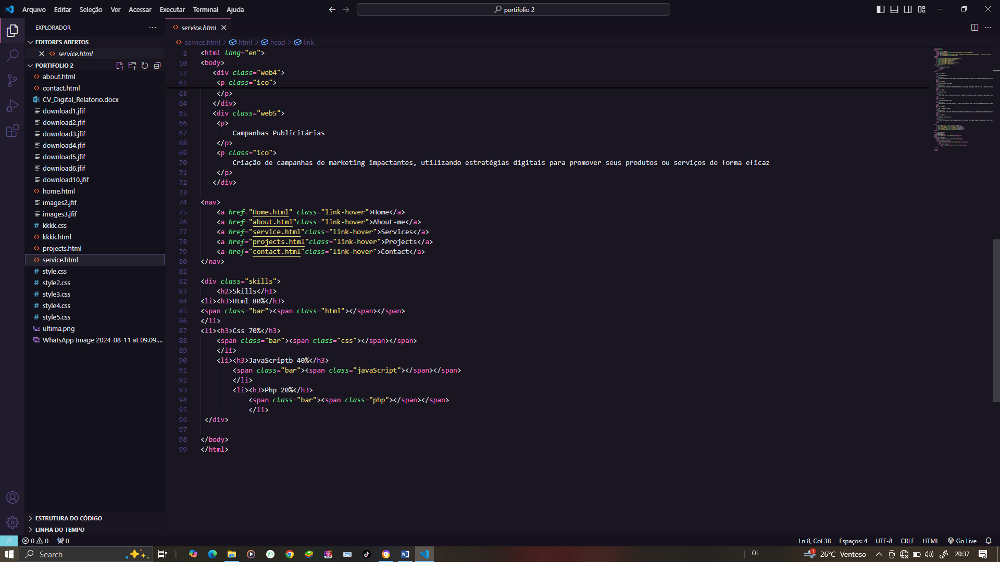 Arquivo Editar Seleção Ver Acessar Executar Terminal Ajuda
portifolio 2
EXPLORADOR
EDITORES ABERTOS
service.html
PORTIFOLIO 2
about.html
contact.html
CV_Digital_Relatorio.docx
download1.jfif
download2.jfif
download3.jfif
download4.jfif
download5.jfif
download6.jfif
download10.jfif
home.html
images2.jfif
images3.jfif
kkkk.css
kkkk.html
projects.html
service.html
style.css
style2.css
style3.css
style4.css
style5.css
ultima.png
WhatsApp Image 2024-08-11 at 09.09....
ESTRUTURA DO CÓDIGO
LINHA DO TEMPO
service.html
service.html > html > head > link
2 <html lang="en">
10 <body>
57 <div class="web4">
61 <p class="ico">
63 </p>
64 </div>
65 <div class="web5">
66 <p>
67 Campanhas Publicitárias
68 </p>
69 <p class="ico">
70 Criação de campanhas de marketing impactantes, utilizando estratégias digitais para promover seus produtos ou serviços de forma eficaz
71 </p>
72 </div>
73
74 <nav>
75 <a href="Home.html" class="link-hover">Home</a>
76 <a href="about.html"class="link-hover">About-me</a>
77 <a href="service.html"class="link-hover">Services</a>
78 <a href="projects.html"class="link-hover">Projects</a>
79 <a href="contact.html"class="link-hover">Contact</a>
80 </nav>
81
82 <div class="skills">
83 <h2>Skills</h1>
84 <li><h3>Html 80%</h3>
85 <span class="bar"><span class="html"></span></span>
86 </li>
87 <li><h3>Css 70%</h3>
88 <span class="bar"><span class="css"></span></span>
89 </li>
90 <li><h3>JavaScriptb 40%</h3>
91 <span class="bar"><span class="javaScript"></span></span>
92 </li>
93 <li><h3>Php 20%</h3>
94 <span class="bar"><span class="php"></span></span>
95 </li>
96 </div>
97
98 </body>
99 </html>
0 0 0
Ln 8, Col 38 Espaços: 4 UTF-8 CRLF HTML Go Live
Search
OL
1
26°C Ventoso
20:37